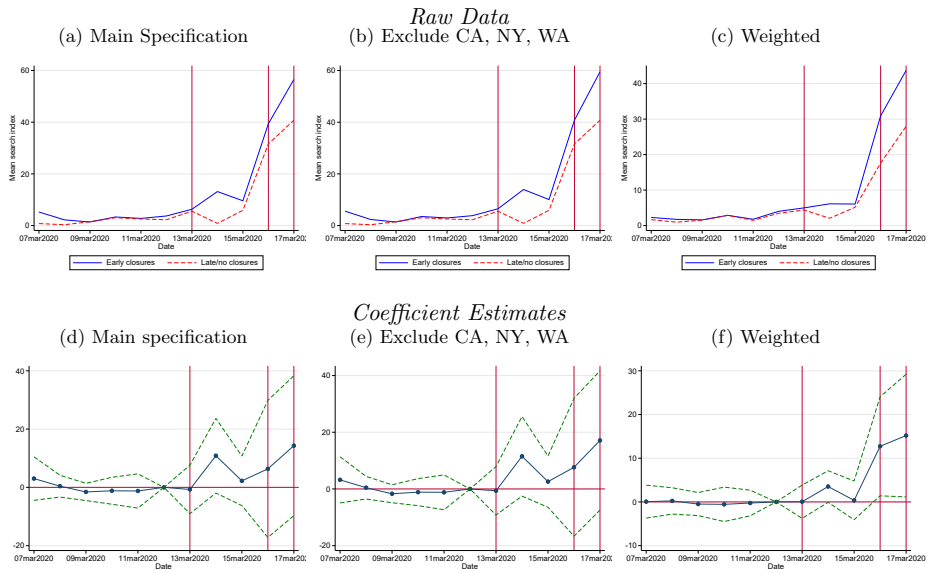 Raw Data
(a) Main Specification
(b) Exclude CA, NY, WA
(c) Weighted
60
40
20
0
Mean search index
07mar2020 09mar2020 11mar2020 13mar2020 15mar2020 17mar2020
Date
Early closures Late/no closures
60
40
20
0
Mean search index
07mar2020 09mar2020 11mar2020 13mar2020 15mar2020 17mar2020
Date
Early closures Late/no closures
40
30
20
10
0
Mean search index
07mar2020 09mar2020 11mar2020 13mar2020 15mar2020 17mar2020
Date
Early closures Late/no closures
Coefficient Estimates
(d) Main specification
(e) Exclude CA, NY, WA
(f) Weighted
40
20
0
-20
07mar2020 09mar2020 11mar2020 13mar2020 15mar2020 17mar2020
Date
40
20
0
-20
07mar2020 09mar2020 11mar2020 13mar2020 15mar2020 17mar2020
Date
30
20
10
0
-10
07mar2020 09mar2020 11mar2020 13mar2020 15mar2020 17mar2020
Date